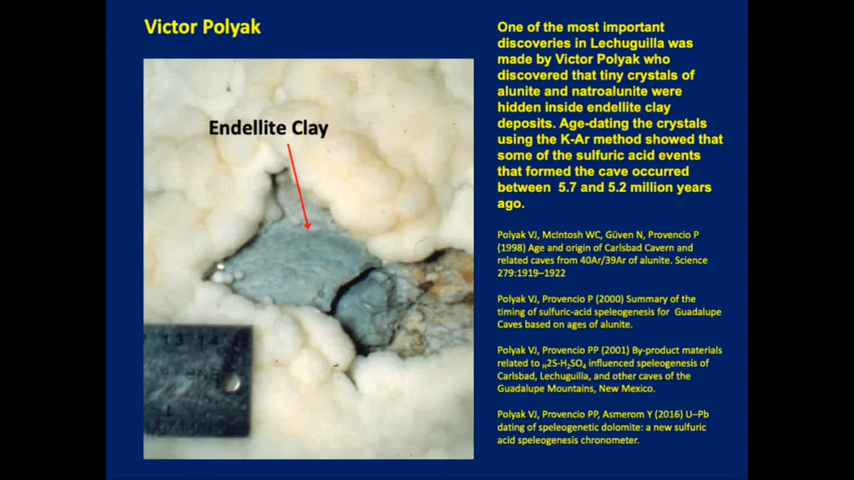 Victor Polyak
Endellite Clay
13 14
One of the most important
discoveries in Lechuguilla was
made by Victor Polyak who
discovered that tiny crystals of
alunite and natroalunite were
hidden inside endellite clay
deposits. Age-dating the crystals
using the K-Ar method showed that
some of the sulfuric acid events
that formed the cave occurred
between 5.7 and 5.2 million years
ago.
Polyak VJ, McIntosh WC, Güven N, Provencio P
(1998) Age and origin of Carlsbad Cavern and
related caves from 40Ar/39Ar of alunite. Science
279:1919–1922
Polyak VJ, Provencio P (2000) Summary of the
timing of sulfuric-acid speleogenesis for Guadalupe
Caves based on ages of alunite.
Polyak VJ, Provencio PP (2001) By-product materials
related to H2S-H2SO4 influenced speleogenesis of
Carlsbad, Lechuguilla, and other caves of the
Guadalupe Mountains, New Mexico.
Polyak VJ, Provencio PP, Asmerom Y (2016) U–Pb
dating of speleogenetic dolomite: a new sulfuric
acid speleogenesis chronometer.